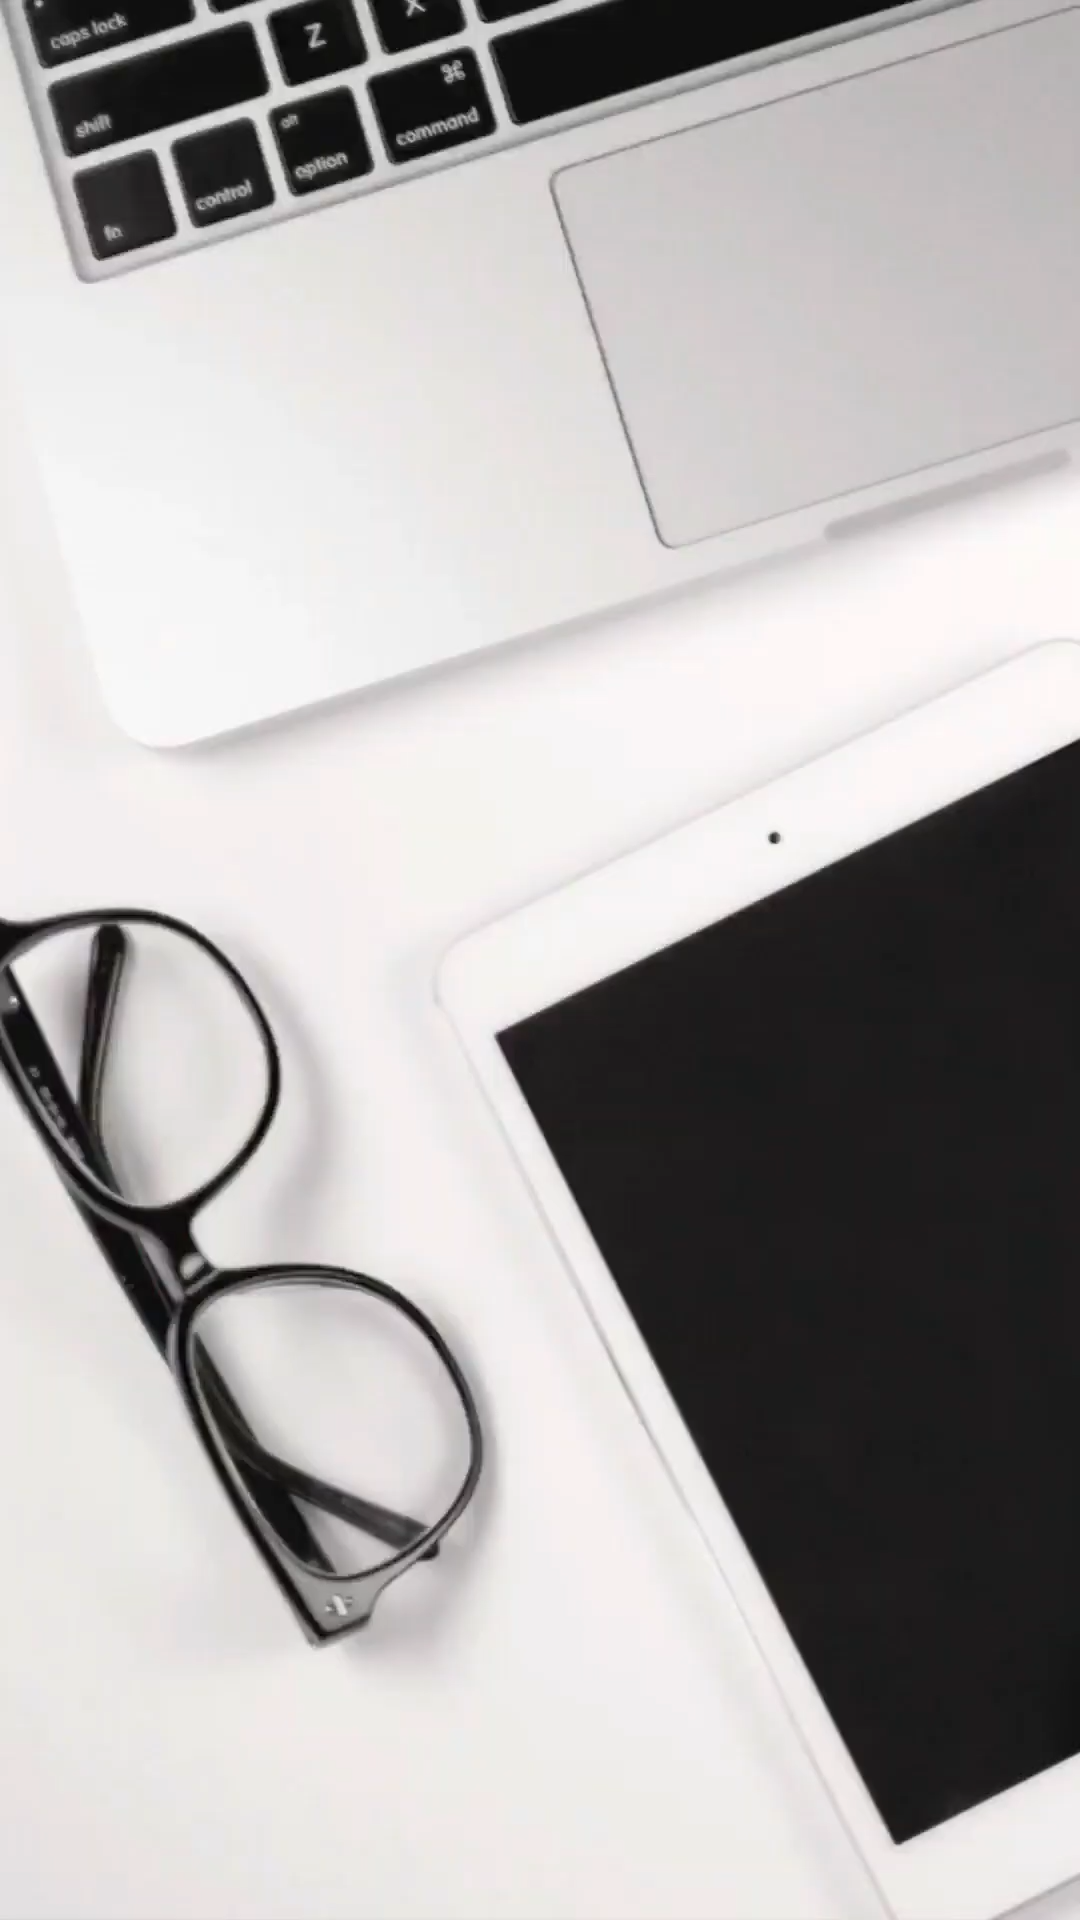 caps lock
Z
X
shift
⌘
command
alt
option
control
fn